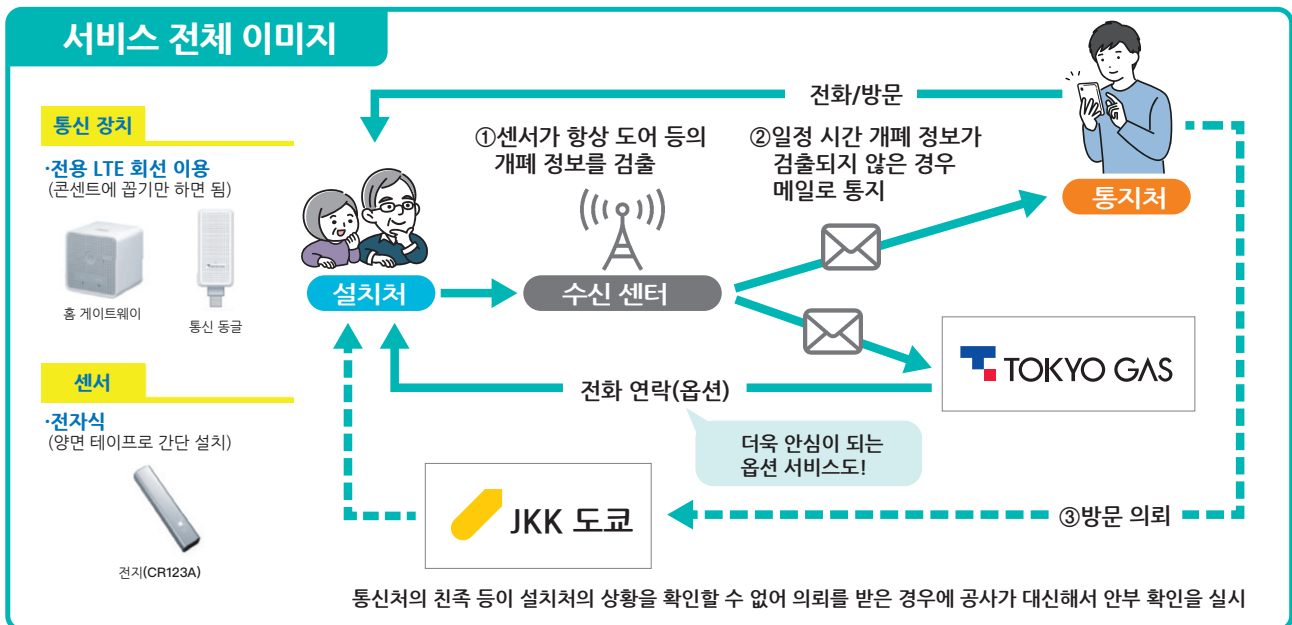 서비스 전체 이미지
통신 장치
·전용 LTE 회선 이용
(콘센트에 꼽기만 하면 됨)
홈 게이트웨이
통신 동글
센서
·전자식
(양면 테이프로 간단 설치)
전지(CR123A)
전화/방문
①센서가 항상 도어 등의
개폐 정보를 검출
②일정 시간 개폐 정보가
검출되지 않은 경우
메일로 통지
통지처
설치처
수신 센터
TOKYO GAS
전화 연락(옵션)
더욱 안심이 되는
옵션 서비스도!
JKK 도쿄
③방문 의뢰
통신처의 친족 등이 설치처의 상황을 확인할 수 없어 의뢰를 받은 경우에 공사가 대신해서 안부 확인을 실시